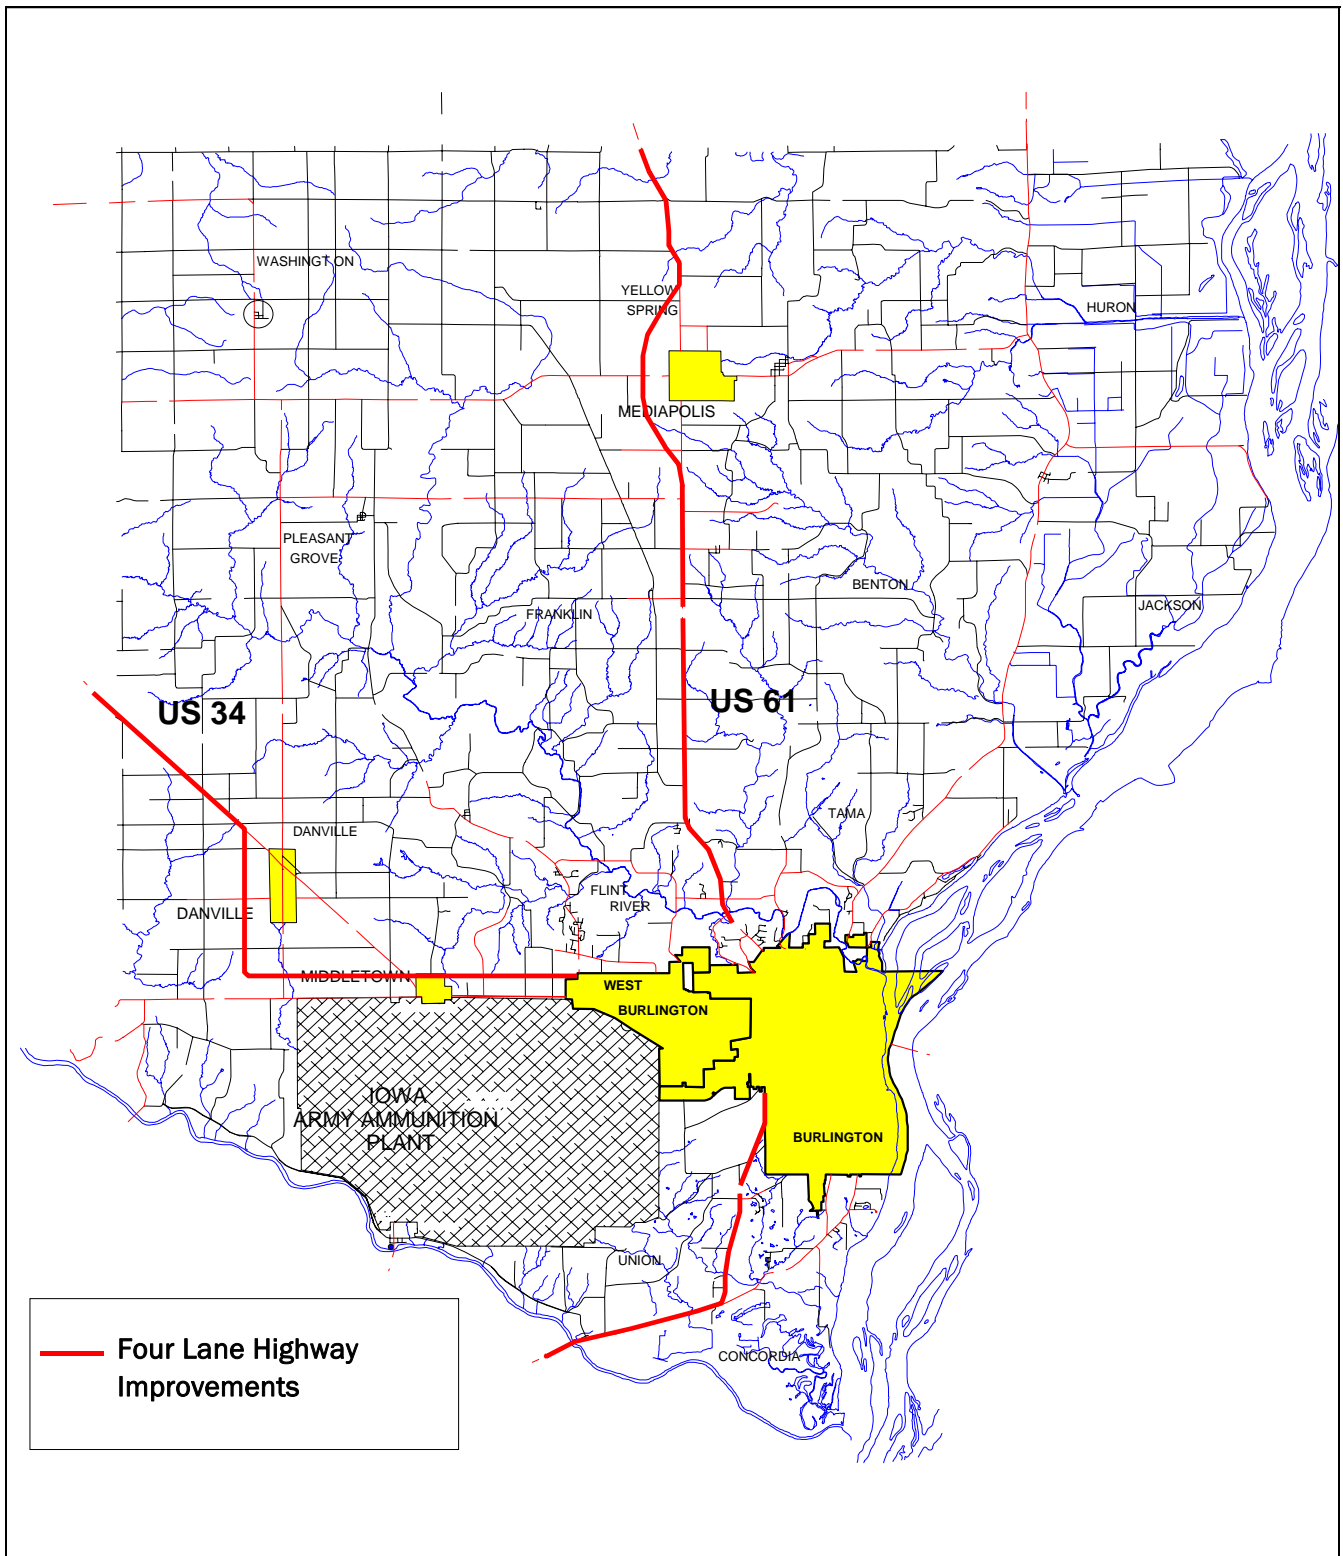 WASHINGTON
YELLOW
SPRING
HURON
MEDIAPOLIS
PLEASANT
GROVE
BENTON
FRANKLIN
JACKSON
US 34
US 61
TAMA
DANVILLE
FLINT
RIVER
DANVILLE
MIDDLETOWN
WEST
BURLINGTON
IOWA
ARMY AMMUNITION
PLANT
BURLINGTON
UNION
CONCORDIA
Four Lane Highway
Improvements